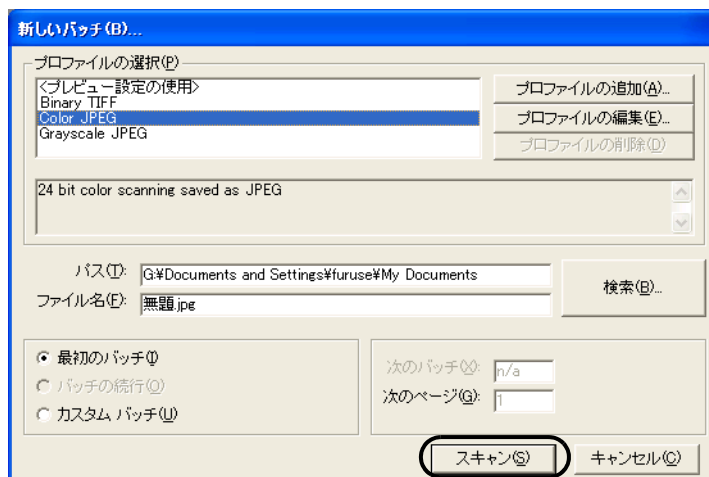 新しいバッチ(B)...
プロファイルの選択(P)
<プレビュー設定の使用>
Binary TIFF
Color JPEG
Grayscale JPEG
プロファイルの追加(A)...
プロファイルの編集(E)...
プロファイルの削除(D)
24 bit color scanning saved as JPEG
パス(T): G:¥Documents and Settings¥furuse¥My Documents
ファイル名(F): 無題.jpg
検索(B)...
最初のバッチ(I)
バッチの続行(O)
カスタム バッチ(U)
次のバッチ(X): n/a
次のページ(G): 1
スキャン(S)
キャンセル(C)